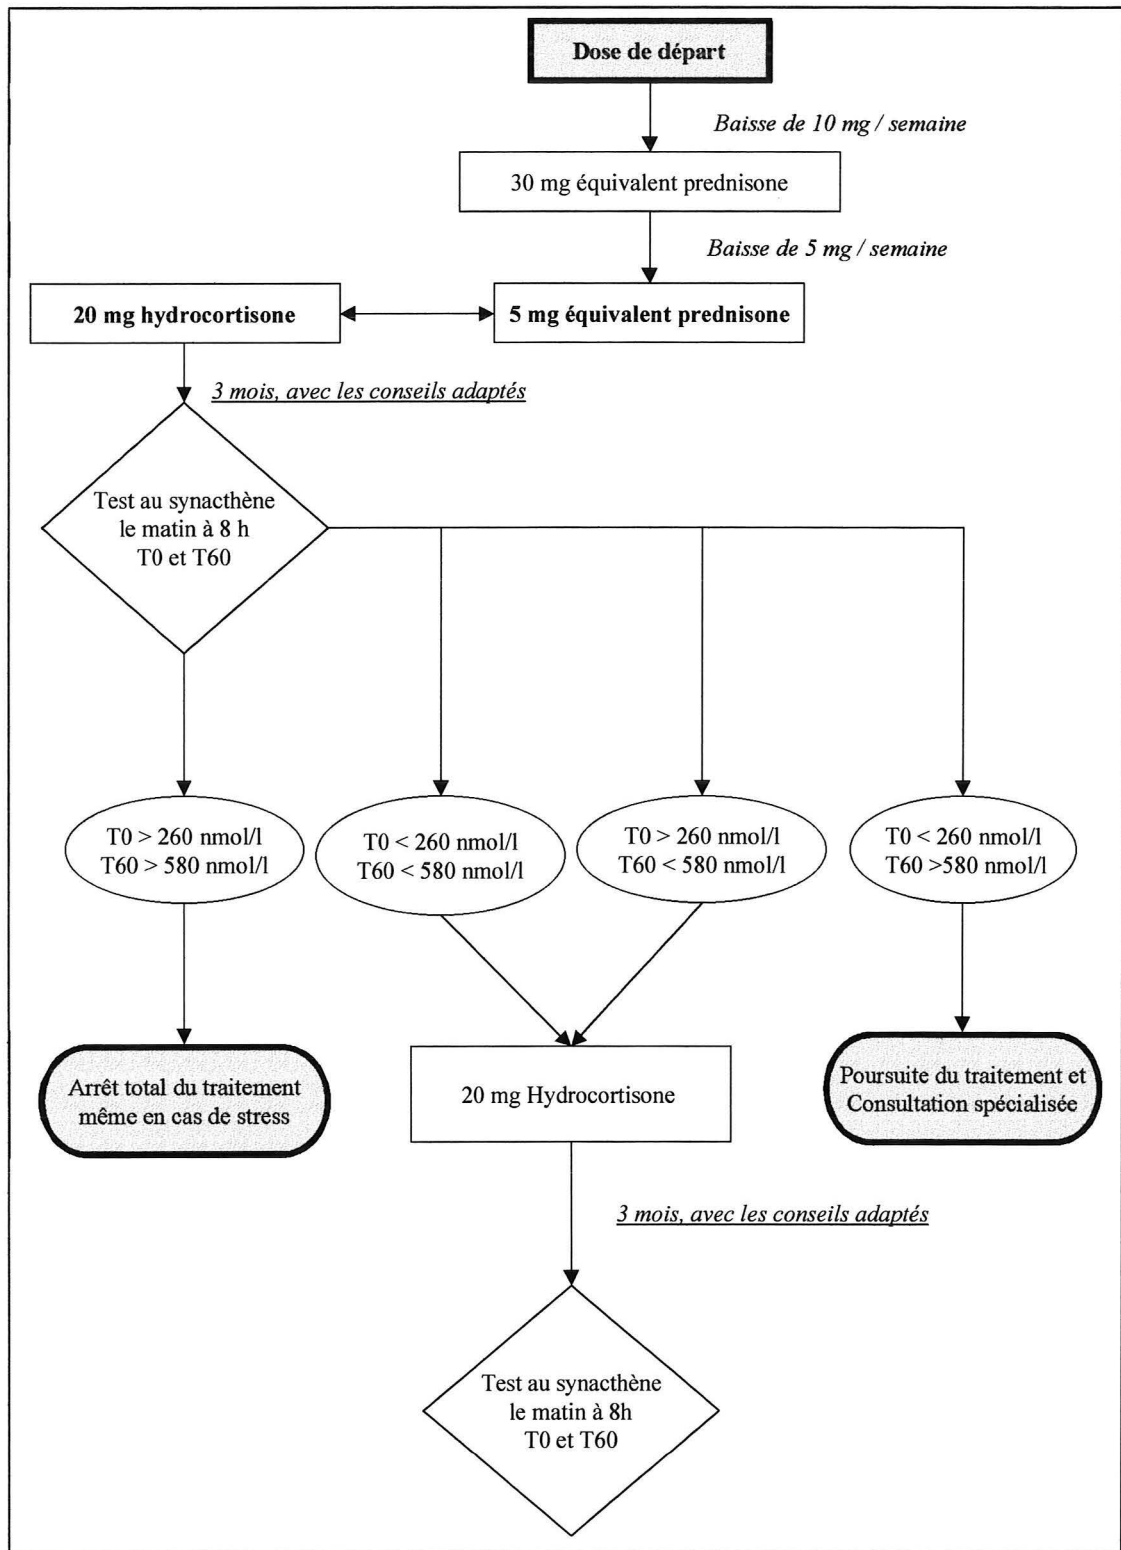 Dose de départ
Baisse de 10 mg / semaine
30 mg équivalent prednisone
Baisse de 5 mg / semaine
20 mg hydrocortisone
5 mg équivalent prednisone
3 mois, avec les conseils adaptés
Test au synacthène
le matin à 8 h
T0 et T60
T0 > 260 nmol/l
T60 > 580 nmol/l
T0 < 260 nmol/l
T60 < 580 nmol/l
T0 > 260 nmol/l
T60 < 580 nmol/l
T0 < 260 nmol/l
T60 >580 nmol/l
Arrêt total du traitement
même en cas de stress
20 mg Hydrocortisone
Poursuite du traitement et
Consultation spécialisée
3 mois, avec les conseils adaptés
Test au synacthène
le matin à 8h
T0 et T60